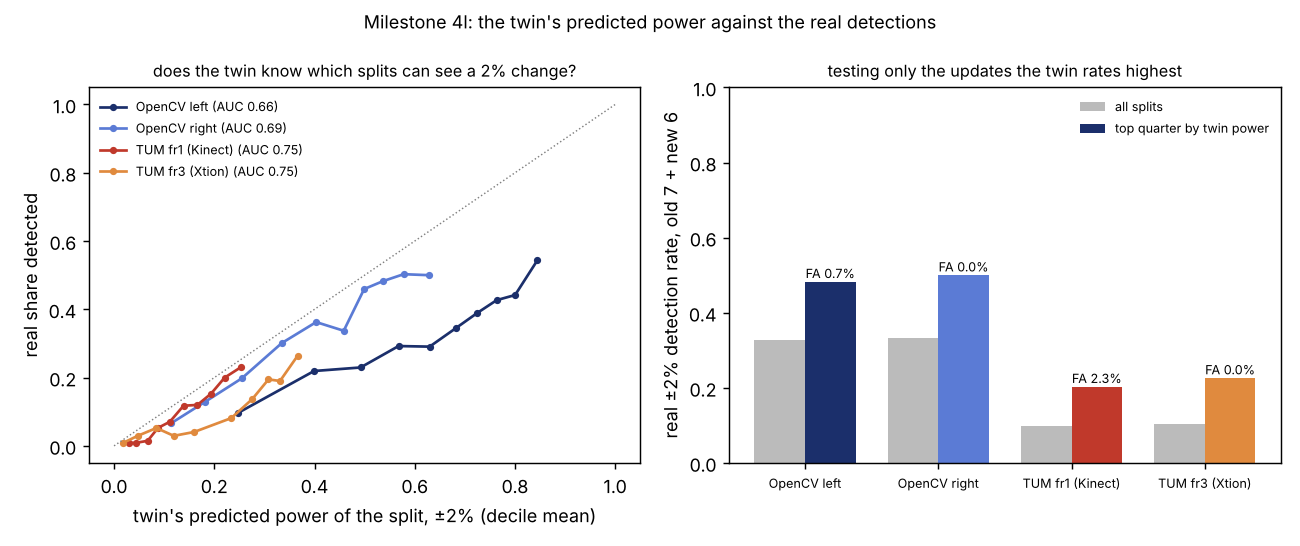 Milestone 4l: the twin's predicted power against the real detections
does the twin know which splits can see a 2% change?
OpenCV left (AUC 0.66)
OpenCV right (AUC 0.69)
TUM fr1 (Kinect) (AUC 0.75)
TUM fr3 (Xtion) (AUC 0.75)
real share detected
1.0
0.8
0.6
0.4
0.2
0.0
0.0 0.2 0.4 0.6 0.8 1.0
twin's predicted power of the split, ±2% (decile mean)
testing only the updates the twin rates highest
all splits
top quarter by twin power
real ±2% detection rate, old 7 + new 6
1.0
0.8
0.6
0.4
0.2
0.0
FA 0.7%
FA 0.0%
FA 2.3%
FA 0.0%
OpenCV left OpenCV right TUM fr1 (Kinect) TUM fr3 (Xtion)